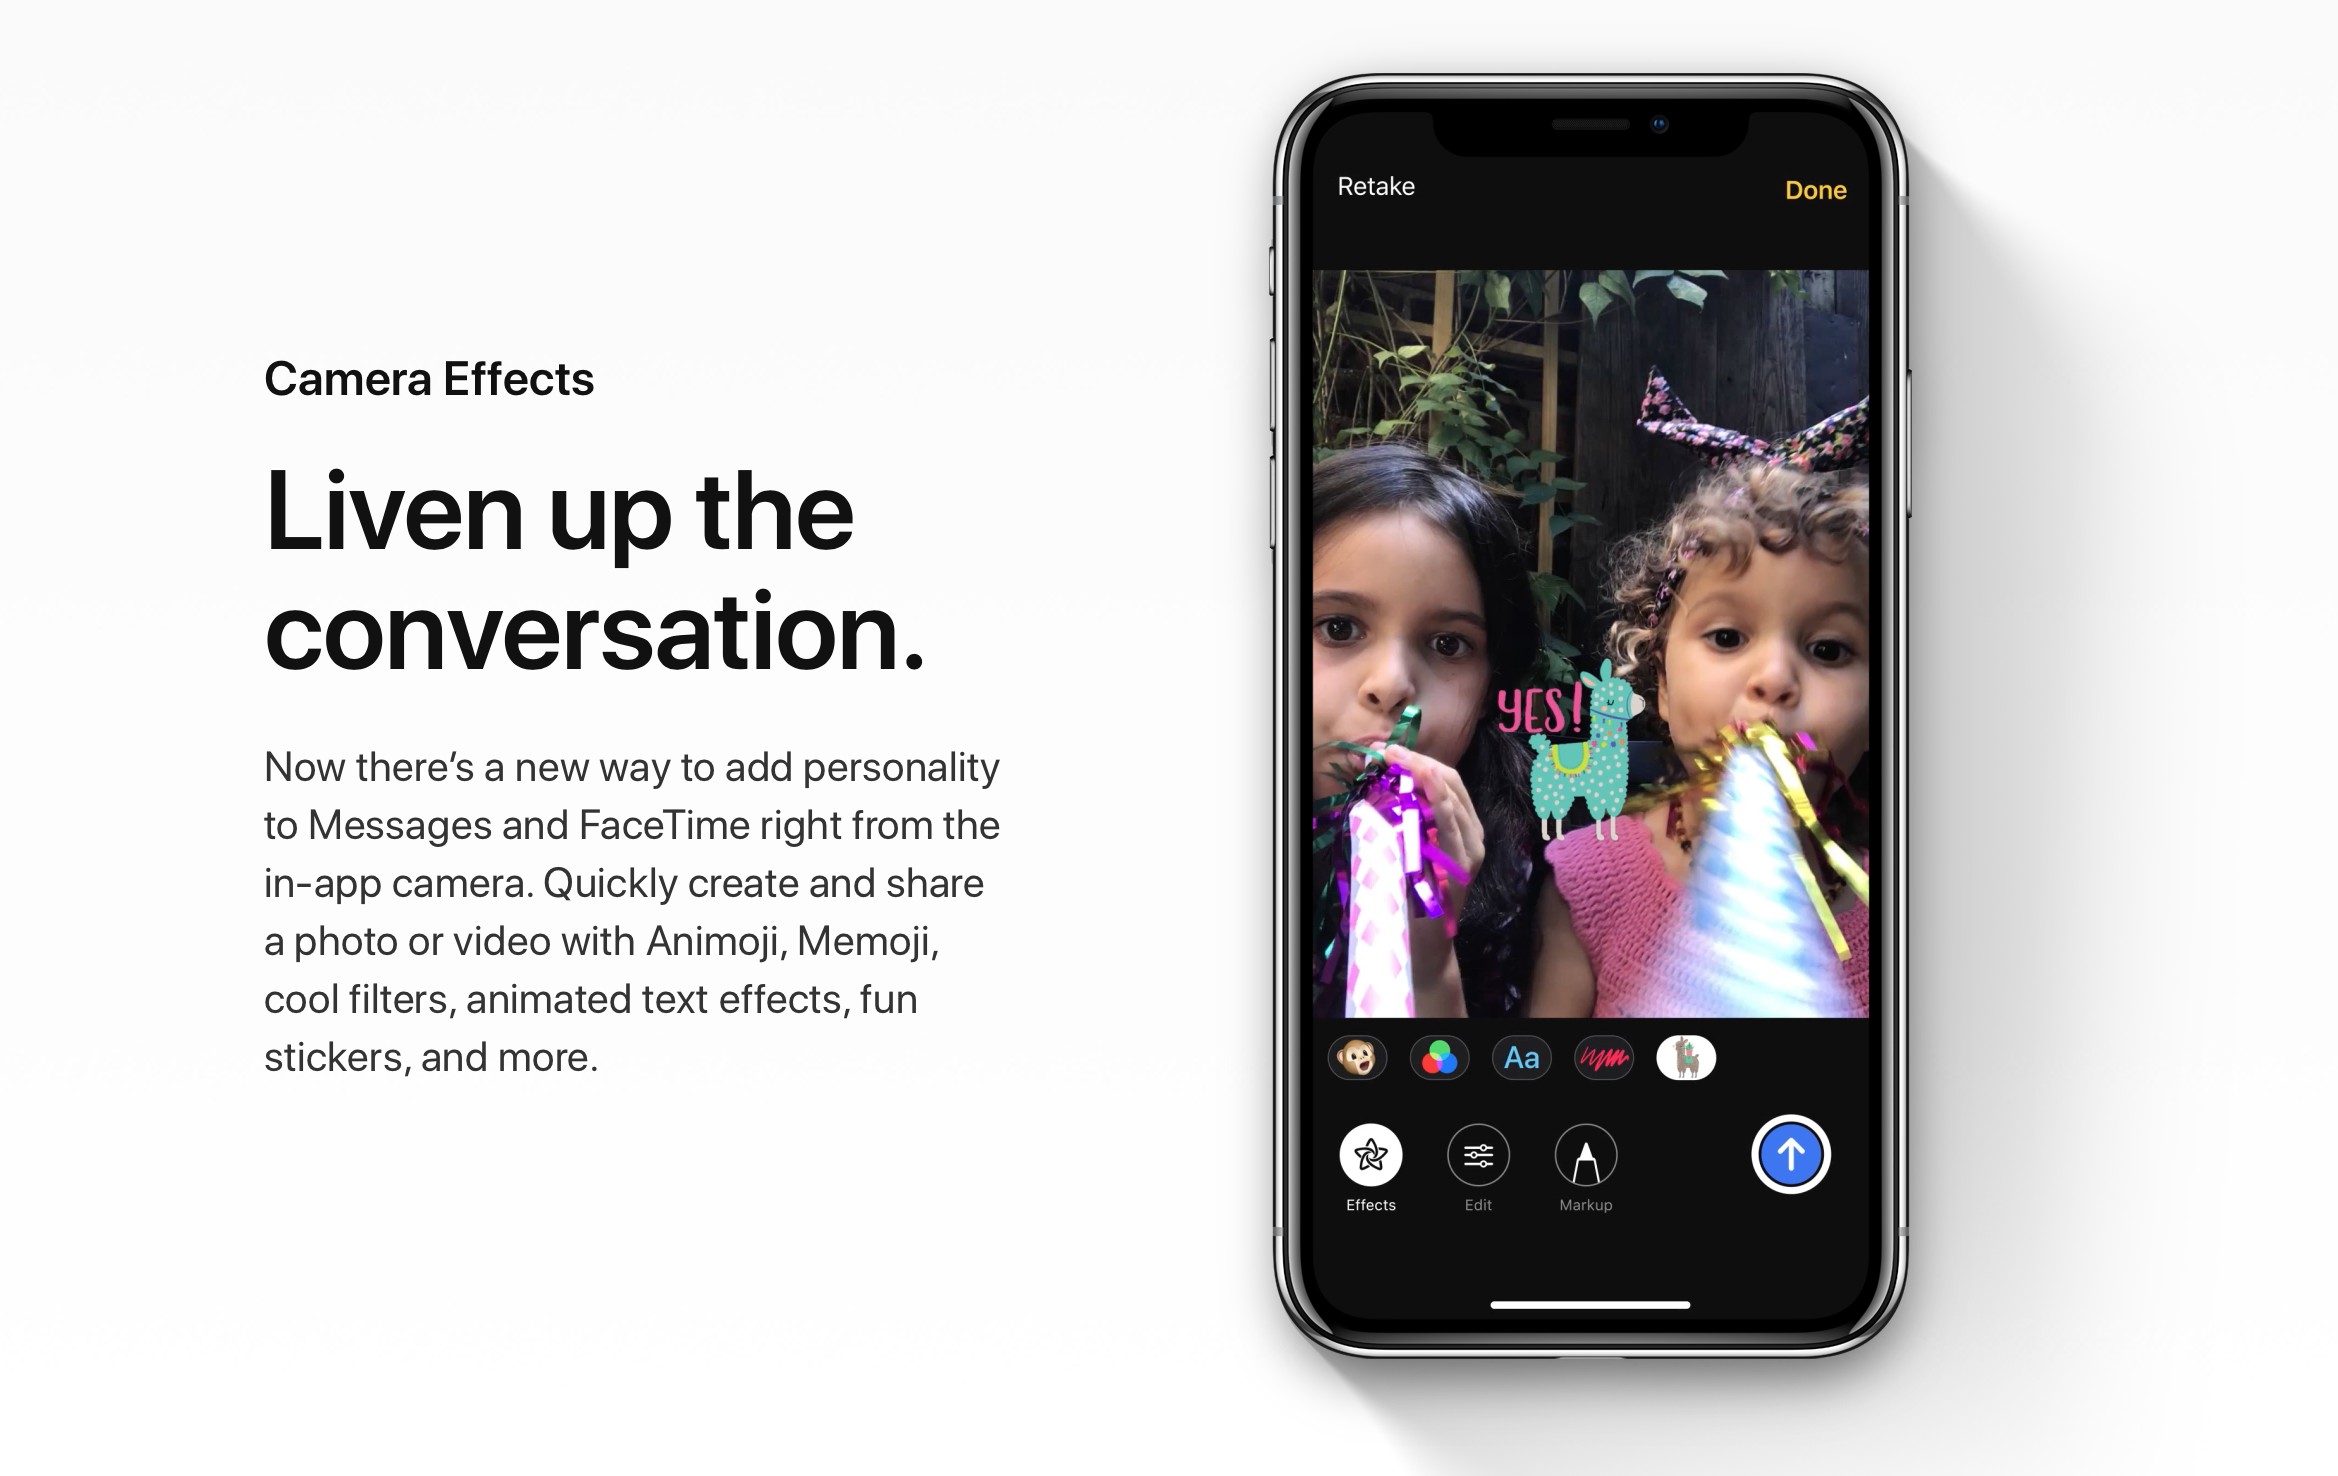 Camera Effects
Liven up the
conversation.
Now there’s a new way to add personality
to Messages and FaceTime right from the
in-app camera. Quickly create and share
a photo or video with Animoji, Memoji,
cool filters, animated text effects, fun
stickers, and more.
Retake
Done
YES!
Aa
Effects
Edit
Markup